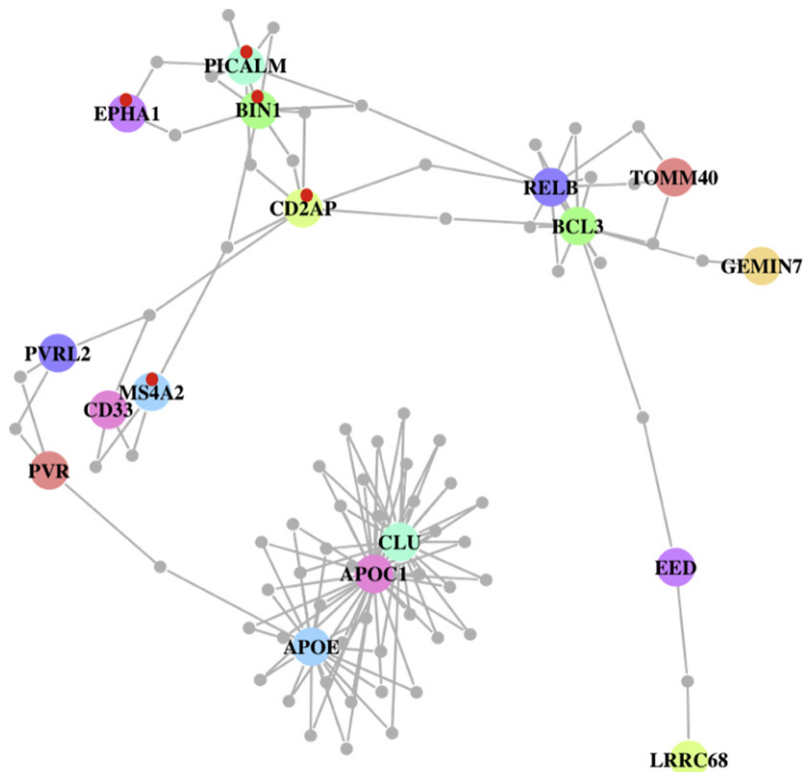 PICALM
EPHA1
BIN1
CD2AP
RELB
TOMM40
BCL3
GEMIN7
PVRL2
MS4A2
CD33
PVR
CLU
APOC1
EED
APOE
LRRC68